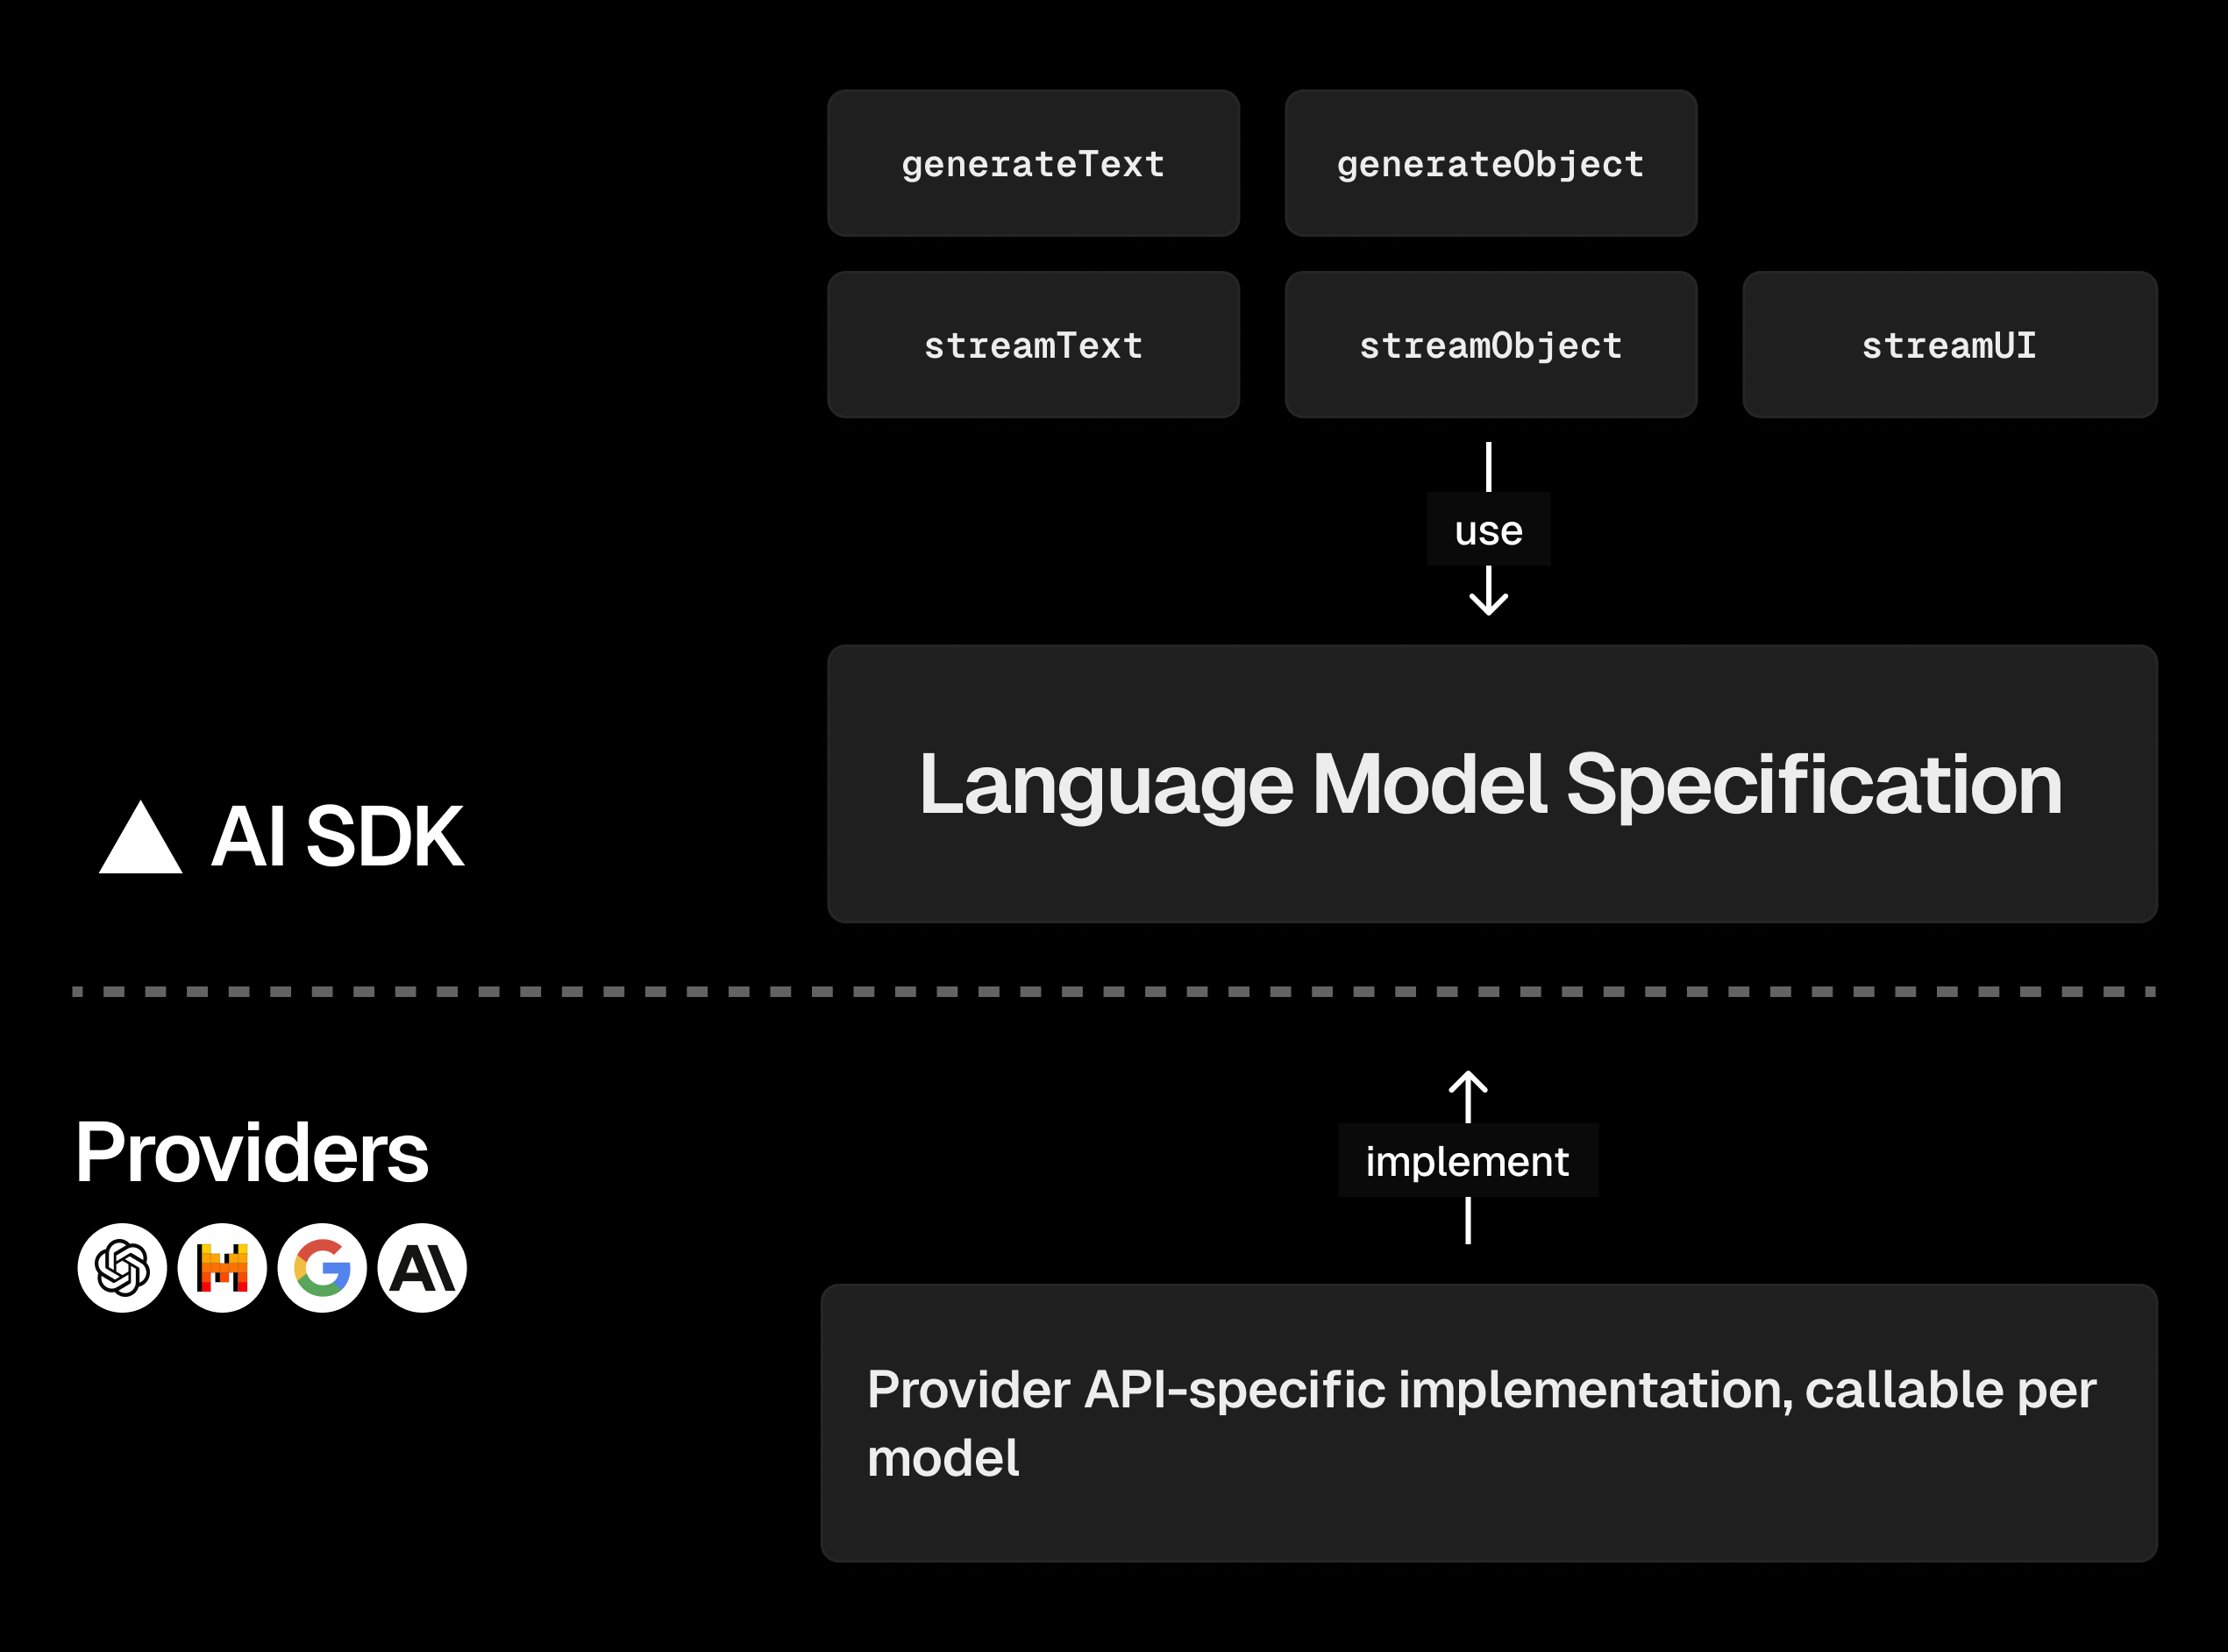 generateText
generateObject
streamText
streamObject
streamUI
use
Language Model Specification
AI SDK
Providers
implement
Provider API-specific implementation, callable per
model